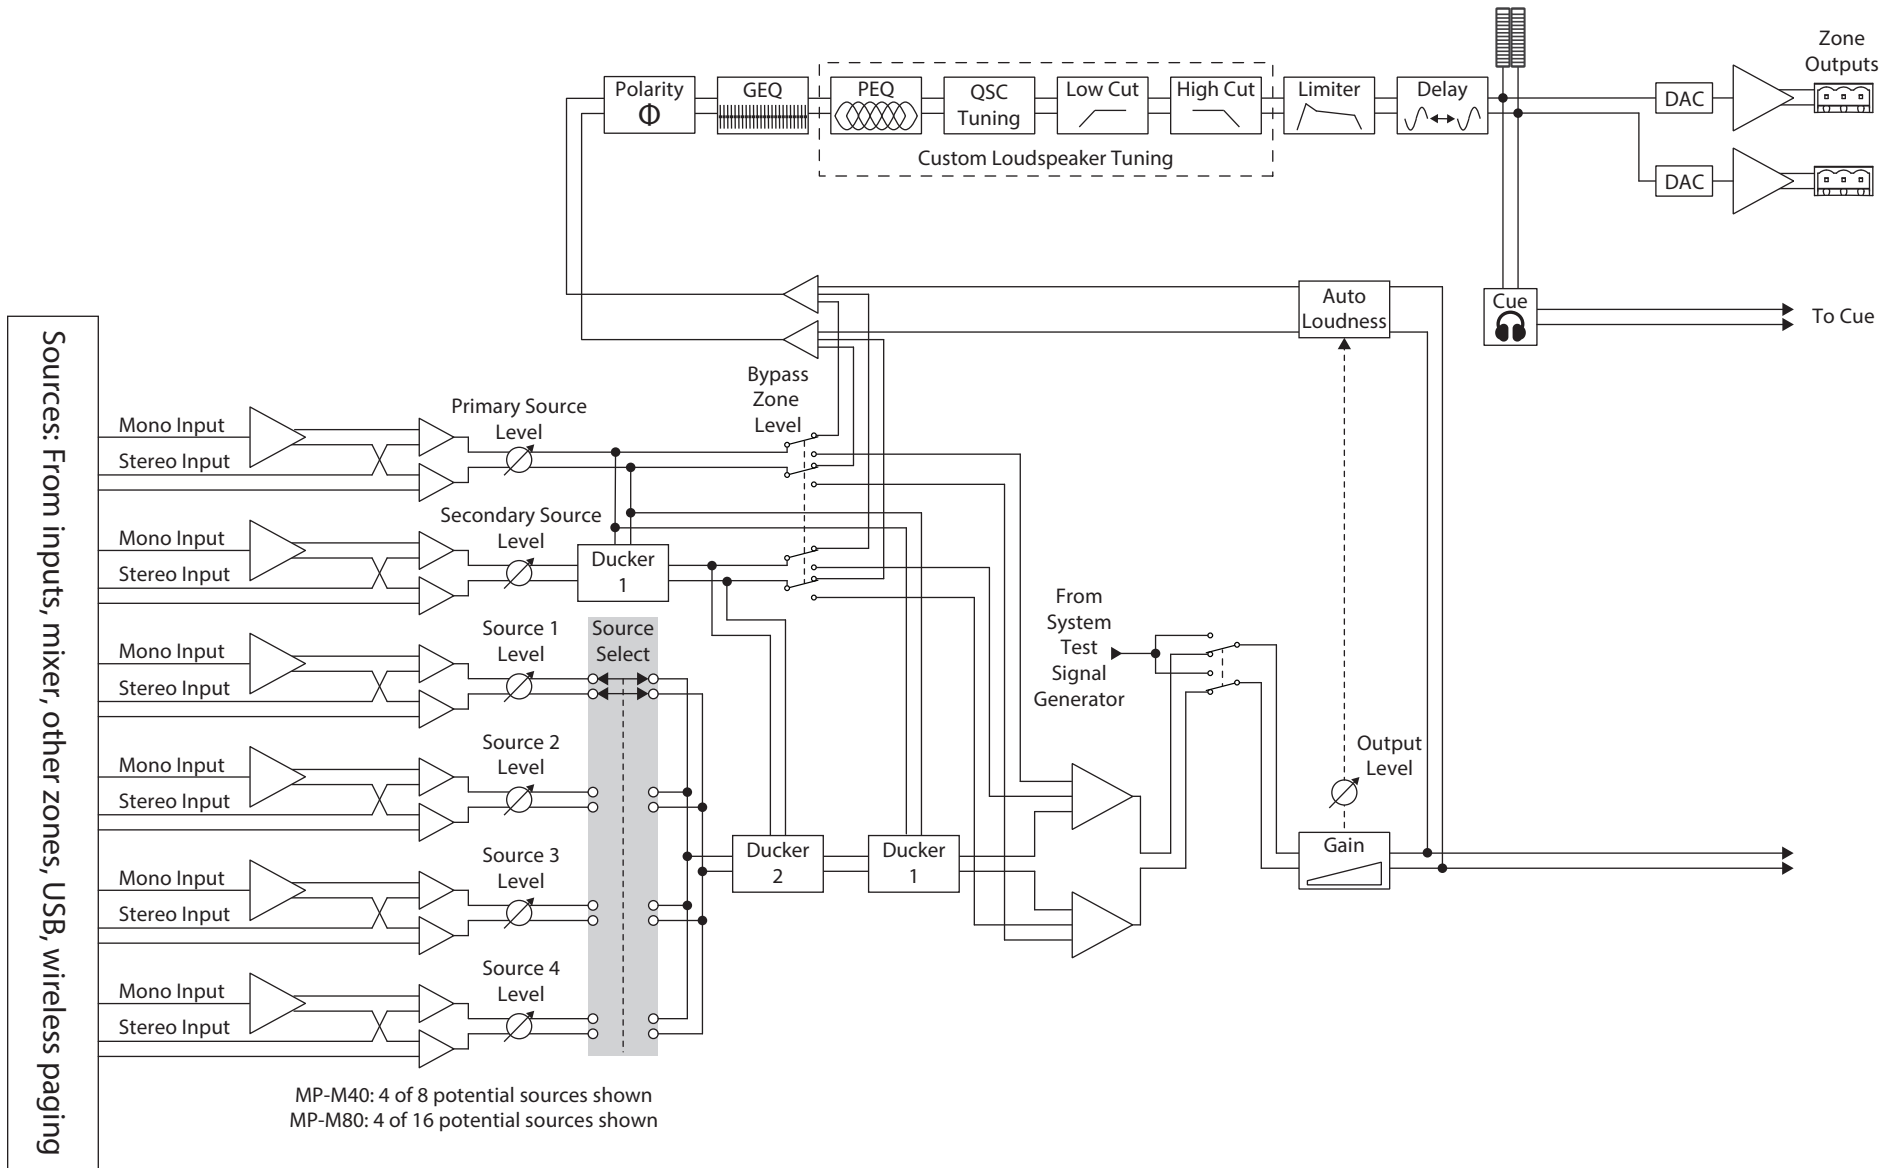 Zone
Outputs
Polarity
Φ
GEQ
PEQ
QSC
Tuning
Low Cut
High Cut
Limiter
Delay
DAC
Custom Loudspeaker Tuning
DAC
Auto
Loudness
Cue
To Cue
Sources: From inputs, mixer, other zones, USB, wireless paging
Bypass
Zone
Level
Primary Source
Level
Mono Input
Stereo Input
Secondary Source
Level
Mono Input
Stereo Input
Ducker
1
From
System
Test
Signal
Generator
Source 1
Level
Source
Select
Mono Input
Stereo Input
Source 2
Level
Mono Input
Stereo Input
Output
Level
Source 3
Level
Ducker
2
Ducker
1
Gain
Mono Input
Stereo Input
Source 4
Level
Mono Input
Stereo Input
MP-M40: 4 of 8 potential sources shown
MP-M80: 4 of 16 potential sources shown